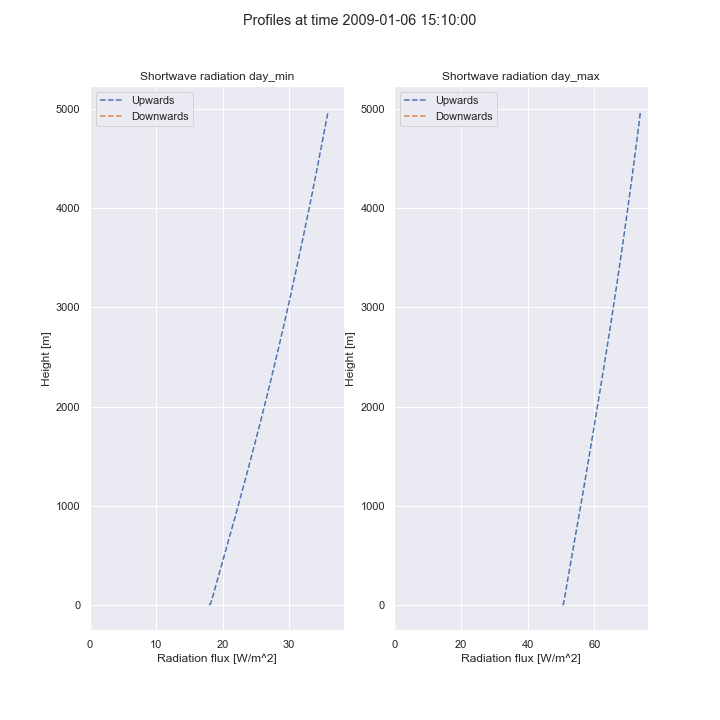 Profiles at time 2009-01-06 15:10:00
Shortwave radiation day_min
Upwards
Downwards
5000
4000
3000
2000
1000
0
Height [m]
0 10 20 30
Radiation flux [W/m^2]
Shortwave radiation day_max
Upwards
Downwards
5000
4000
3000
2000
1000
0
Height [m]
0 20 40 60
Radiation flux [W/m^2]